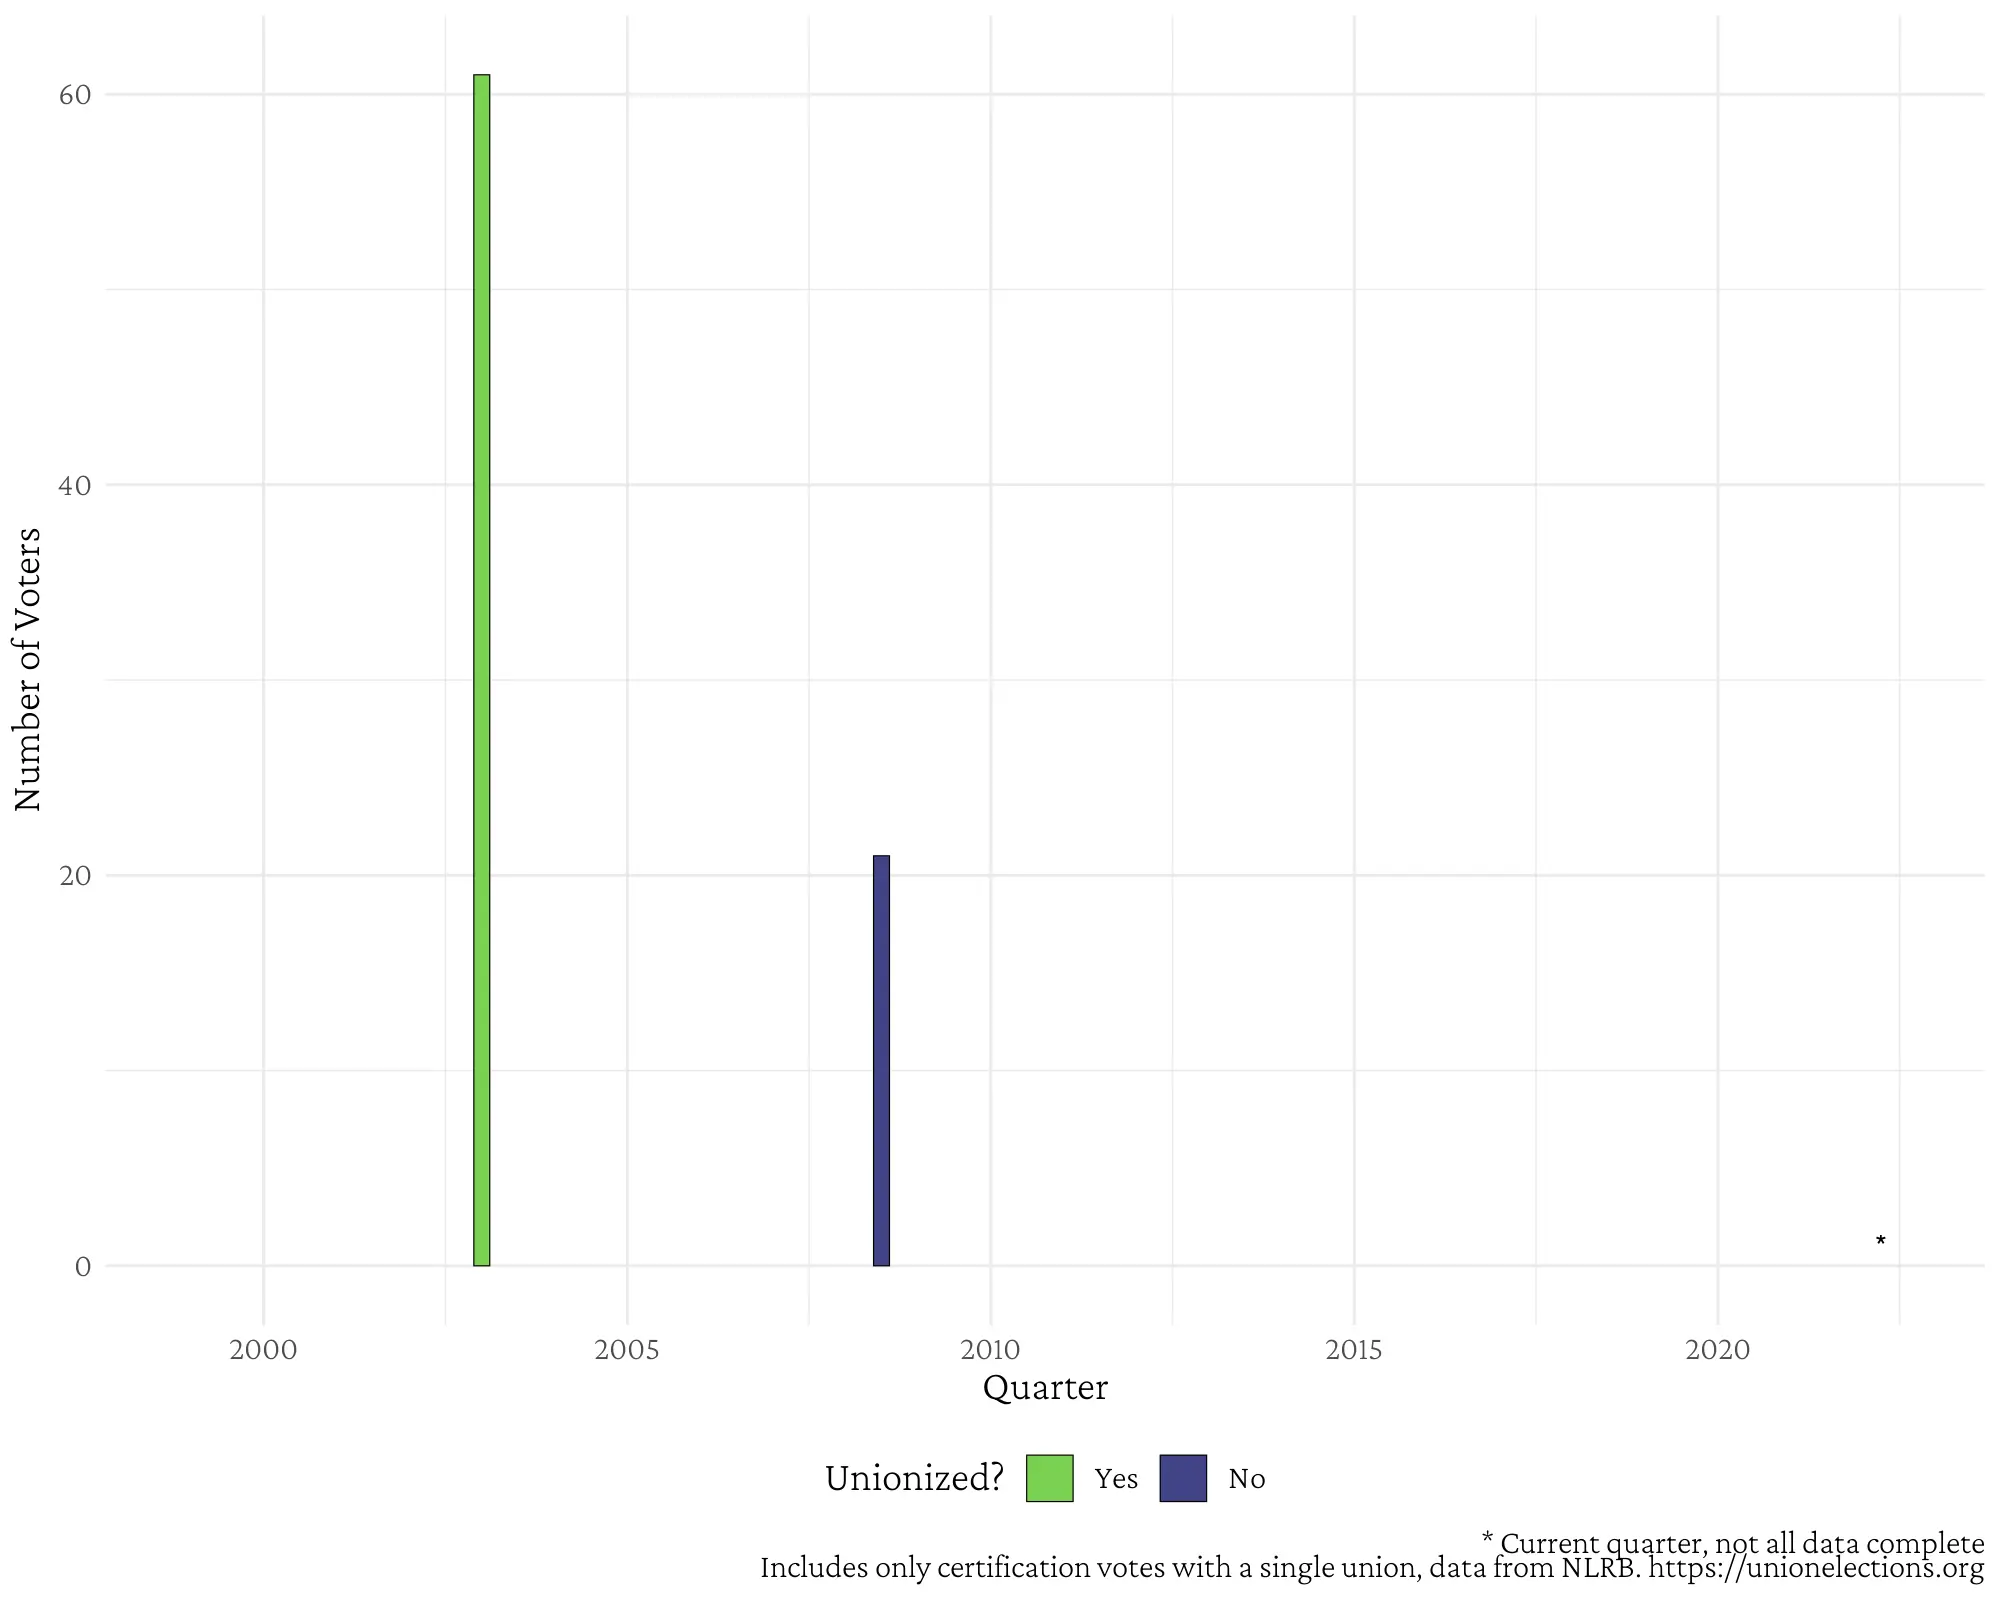 60
40
20
0
Number of Voters
*
2000 2005 2010 2015 2020
Quarter
Unionized? Yes No
* Current quarter, not all data complete
Includes only certification votes with a single union, data from NLRB. https://unionelections.org